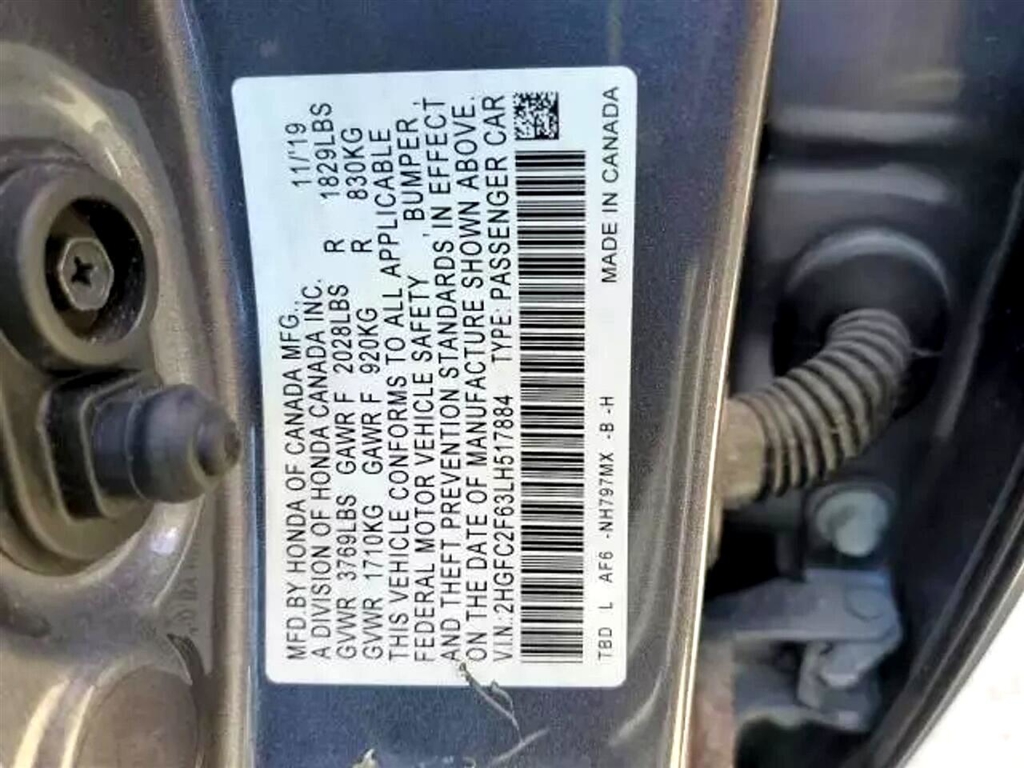 MFD.BY HONDA OF CANADA MFG., 11/19
A DIVISION OF HONDA CANADA INC.
GVWR 3769LBS GAWR F 2028LBS R 1829LBS
GVWR 1710KG GAWR F 920KG R 830KG
THIS VEHICLE CONFORMS TO ALL APPLICABLE
FEDERAL MOTOR VEHICLE SAFETY, BUMPER,
AND THEFT PREVENTION STANDARDS IN EFFECT
ON THE DATE OF MANUFACTURE SHOWN ABOVE.
V.I.N.:2HGFC2F63LH517884 TYPE: PASSENGER CAR
TBD L AF6 -NH797MX -B -H MADE IN CANADA